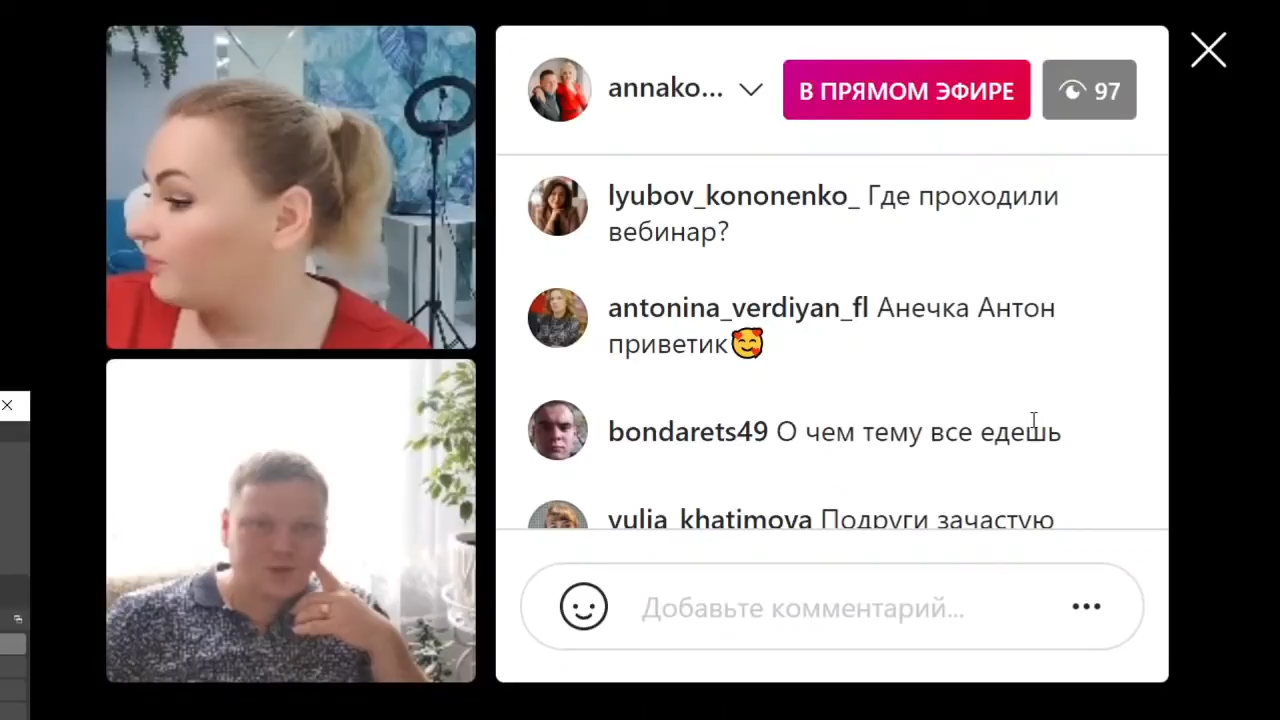 annako...
В ПРЯМОМ ЭФИРЕ
97
lyubov_kononenko_ Где проходили
вебинар?
antonina_verdiyan_fl Анечка Антон
приветик🥰
bondarets49 О чем тему все едешь
yulia_khatimova Подруги зачастую
Добавьте комментарий...